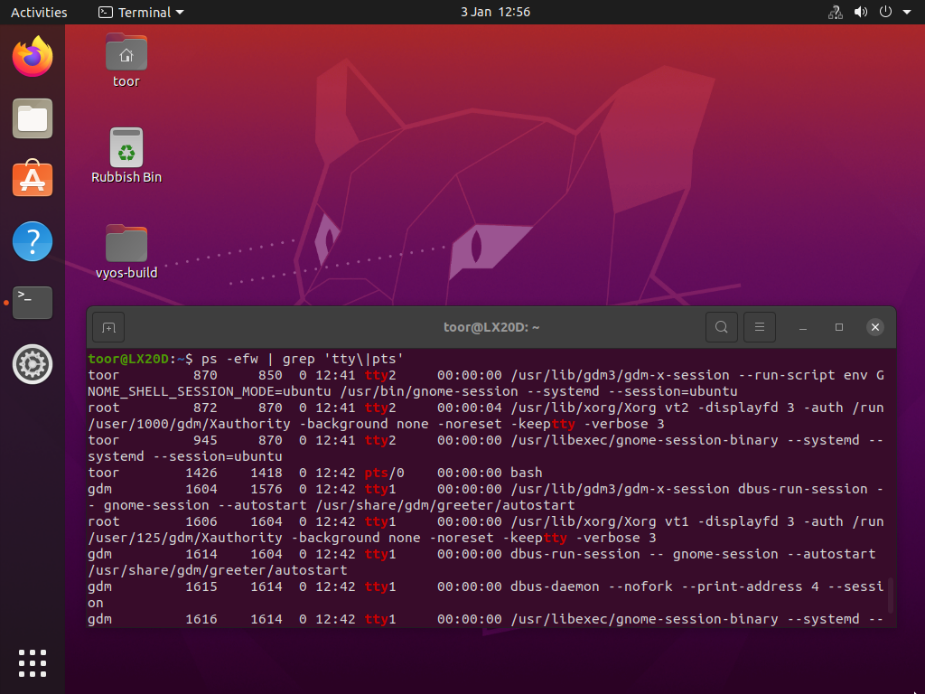 Activities
Terminal
3 Jan 12:56
toor
Rubbish Bin
vyos-build
toor@LX20D: ~
toor@LX20D:~$ ps -efw | grep 'tty\|pts'
toor         870     850  0 12:41 tty2     00:00:00 /usr/lib/gdm3/gdm-x-session --run-script env G
NOME_SHELL_SESSION_MODE=ubuntu /usr/bin/gnome-session --systemd --session=ubuntu
root         872     870  0 12:41 tty2     00:00:04 /usr/lib/xorg/Xorg vt2 -displayfd 3 -auth /run
/user/1000/gdm/Xauthority -background none -noreset -keeptty -verbose 3
toor         945     870  0 12:42 tty2     00:00:00 /usr/libexec/gnome-session-binary --systemd --
systemd --session=ubuntu
toor        1426    1418  0 12:42 pts/0    00:00:00 bash
gdm         1604    1576  0 12:42 tty1     00:00:00 /usr/lib/gdm3/gdm-x-session dbus-run-session -
- gnome-session --autostart /usr/share/gdm/greeter/autostart
root        1606    1604  0 12:42 tty1     00:00:00 /usr/lib/xorg/Xorg vt1 -displayfd 3 -auth /run
/user/125/gdm/Xauthority -background none -noreset -keeptty -verbose 3
gdm         1614    1604  0 12:42 tty1     00:00:00 dbus-run-session -- gnome-session --autostart
/usr/share/gdm/greeter/autostart
gdm         1615    1614  0 12:42 tty1     00:00:00 dbus-daemon --nofork --print-address 4 --sessi
on
gdm         1616    1614  0 12:42 tty1     00:00:00 /usr/libexec/gnome-session-binary --systemd --